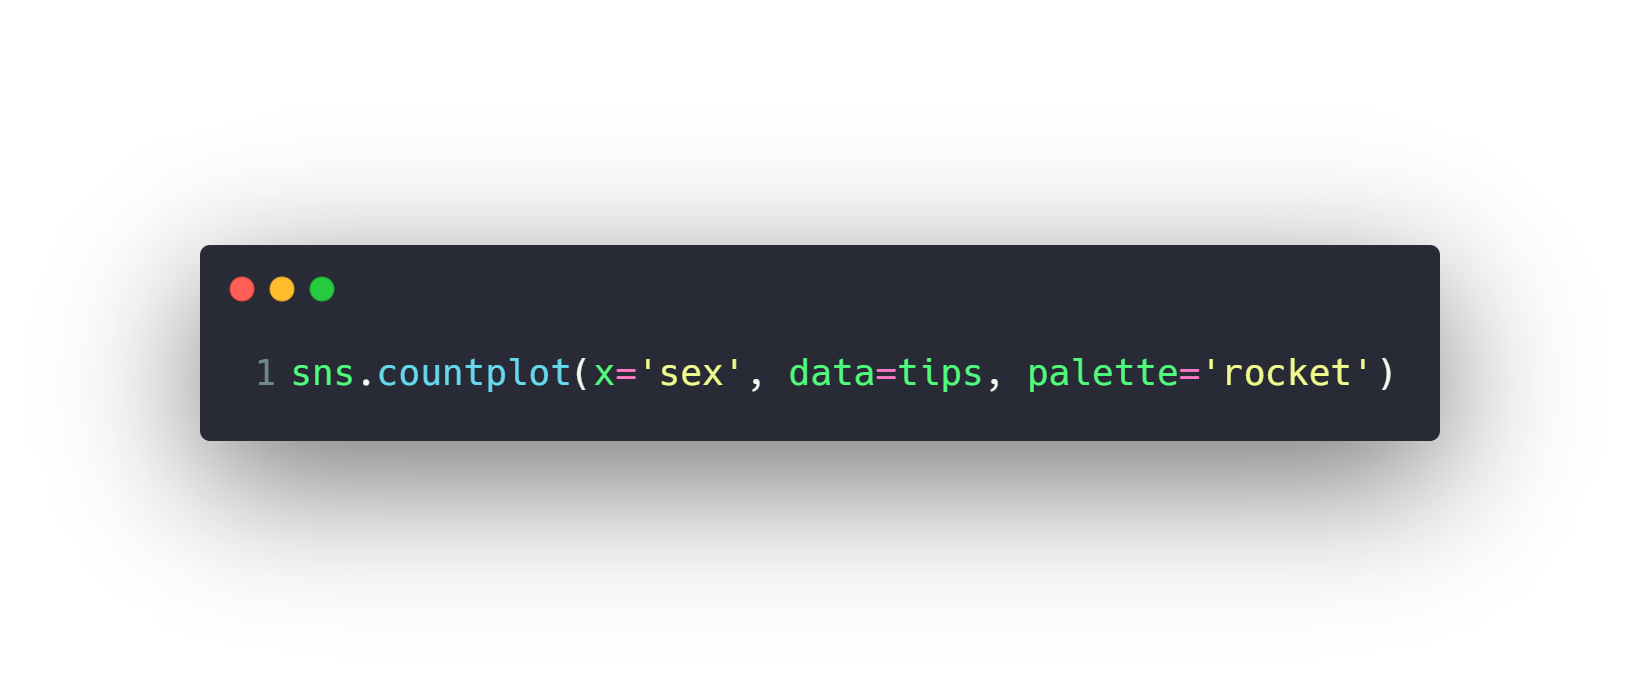 1 sns.countplot(x='sex', data=tips, palette='rocket')